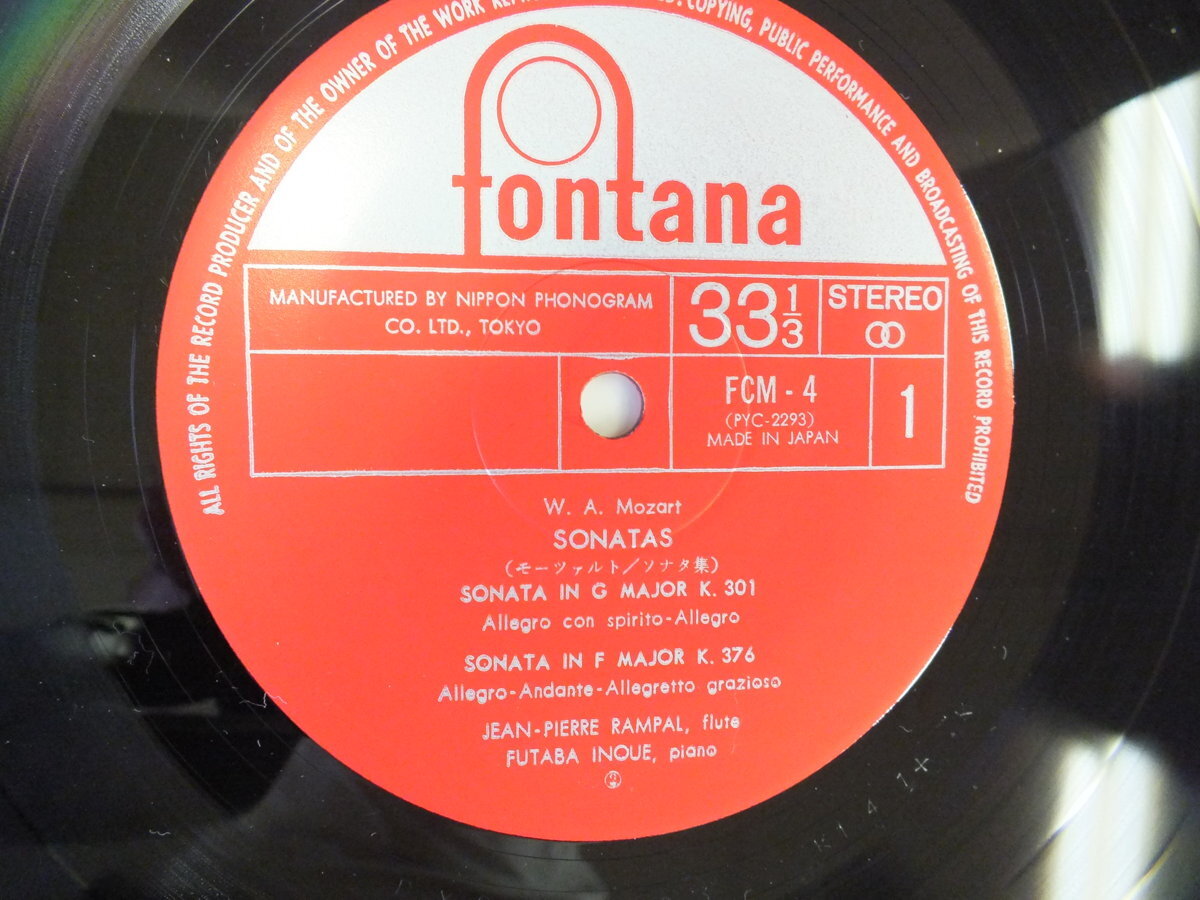 ALL RIGHTS OF THE RECORD PRODUCER AND OF THE OWNER OF THE WORK COPYING, PUBLIC PERFORMANCE AND BROADCASTING OF THIS RECORD PROHIBITED
fontana
MANUFACTURED BY NIPPON PHONOGRAM
CO. LTD., TOKYO
33 1/3
STEREO
FCM - 4
(PYC-2293)
MADE IN JAPAN
1
W. A. Mozart
SONATAS
(モーツァルト/ソナタ集)
SONATA IN G MAJOR K. 301
Allegro con spirito-Allegro
SONATA IN F MAJOR K. 376
Allegro-Andante-Allegretto grazioso
JEAN-PIERRE RAMPAL, flute
FUTABA INOUE, piano